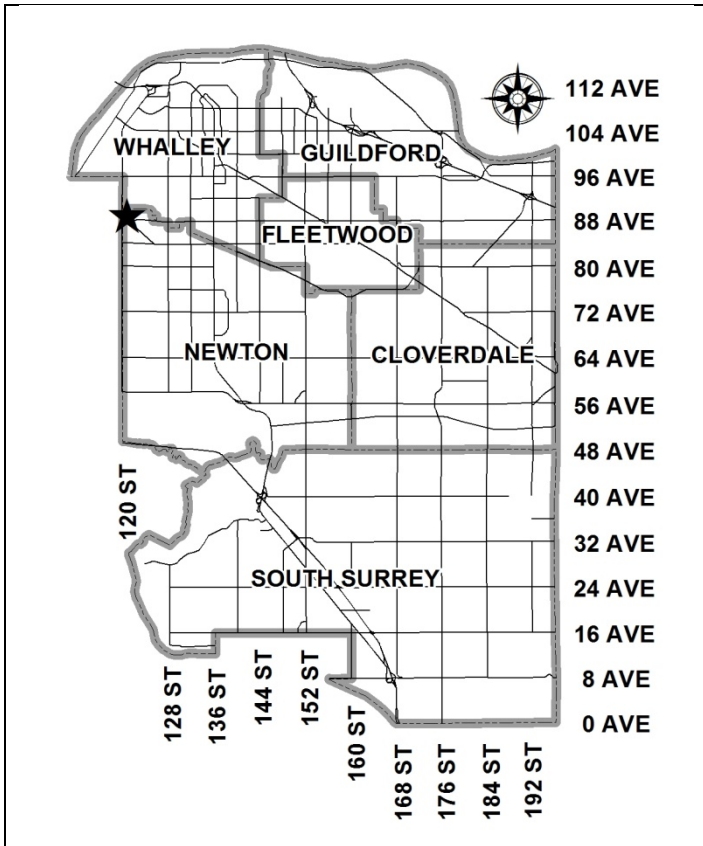 112 AVE
104 AVE
WHALLEY
GUILDFORD
96 AVE
88 AVE
FLEETWOOD
80 AVE
72 AVE
NEWTON
CLOVERDALE
64 AVE
56 AVE
48 AVE
120 ST
40 AVE
32 AVE
SOUTH SURREY
24 AVE
16 AVE
8 AVE
0 AVE
128 ST
136 ST
144 ST
152 ST
160 ST
168 ST
176 ST
184 ST
192 ST